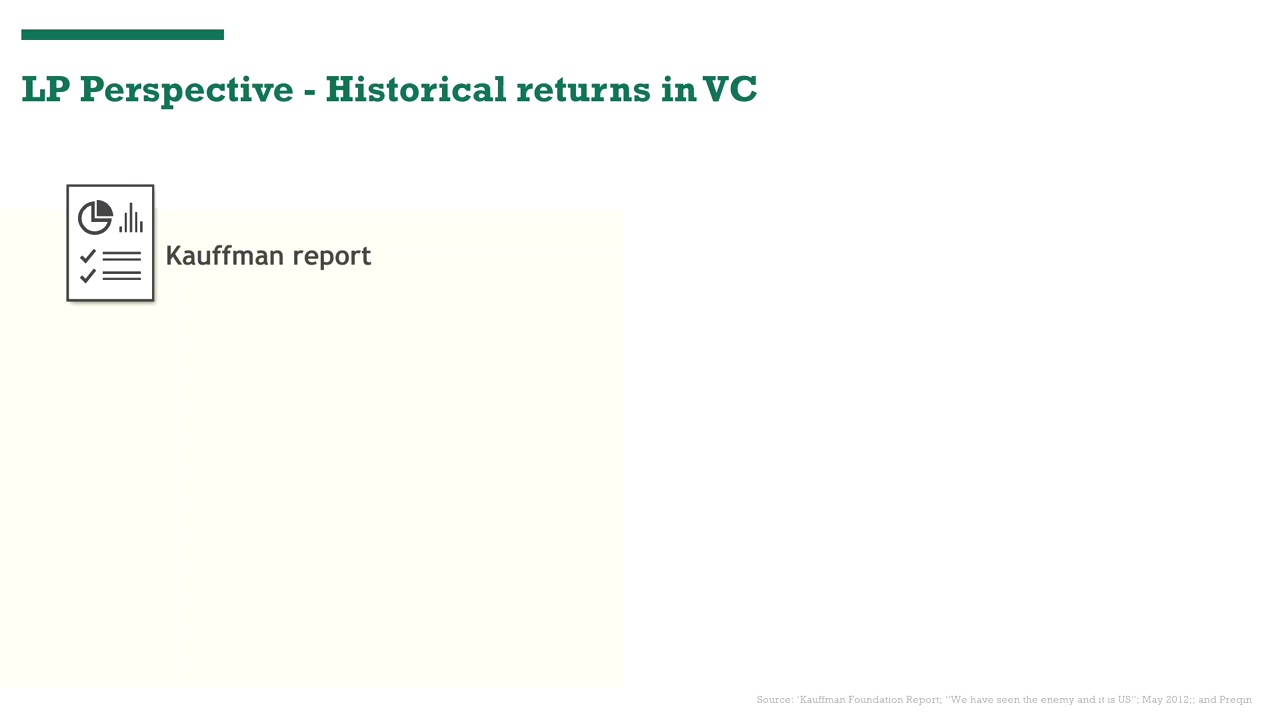 LP Perspective - Historical returns in VC
Kauffman report
Source: 'Kauffman Foundation Report; "We have seen the enemy and it is US"; May 2012;; and Preqin